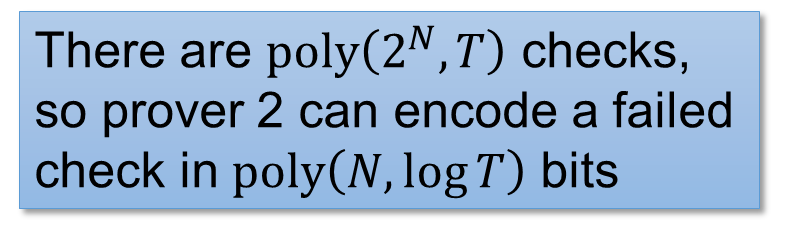 There are poly(2^N, T) checks,
so prover 2 can encode a failed
check in poly(N, log T) bits